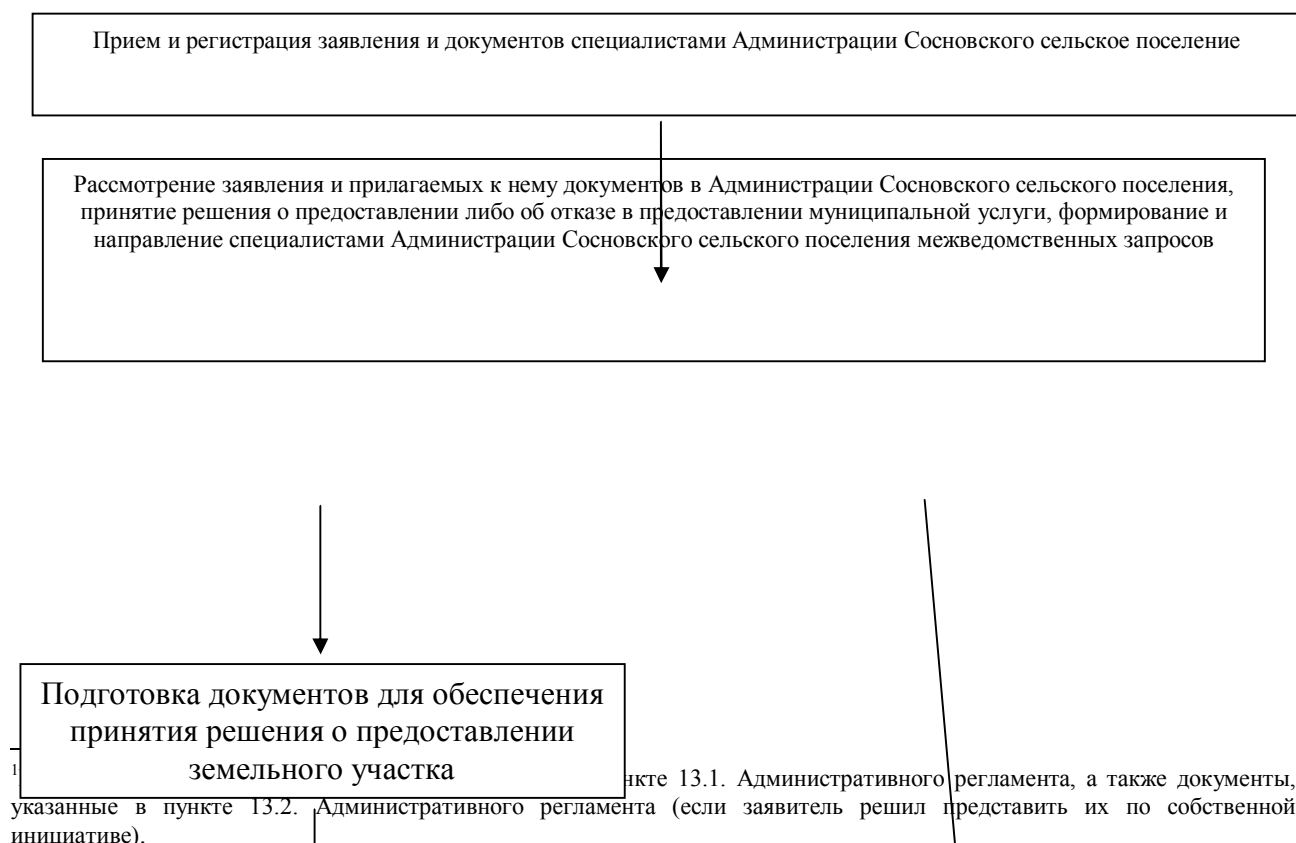 Прием и регистрация заявления и документов специалистами Администрации Сосновского сельское поселение
Рассмотрение заявления и прилагаемых к нему документов в Администрации Сосновского сельского поселения,
принятие решения о предоставлении либо об отказе в предоставлении муниципальной услуги, формирование и
направление специалистами Администрации Сосновского сельского поселения межведомственных запросов
Подготовка документов для обеспечения
принятия решения о предоставлении
земельного участка
1 нкте 13.1. Административного регламента, а также документы,
указанные в пункте 13.2. Административного регламента (если заявитель решил представить их по собственной
инициативе).